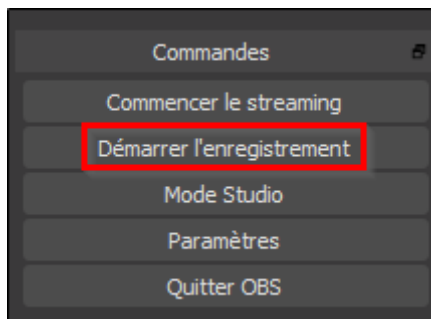 Commandes
Commencer le streaming
Démarrer l'enregistrement
Mode Studio
Paramètres
Quitter OBS